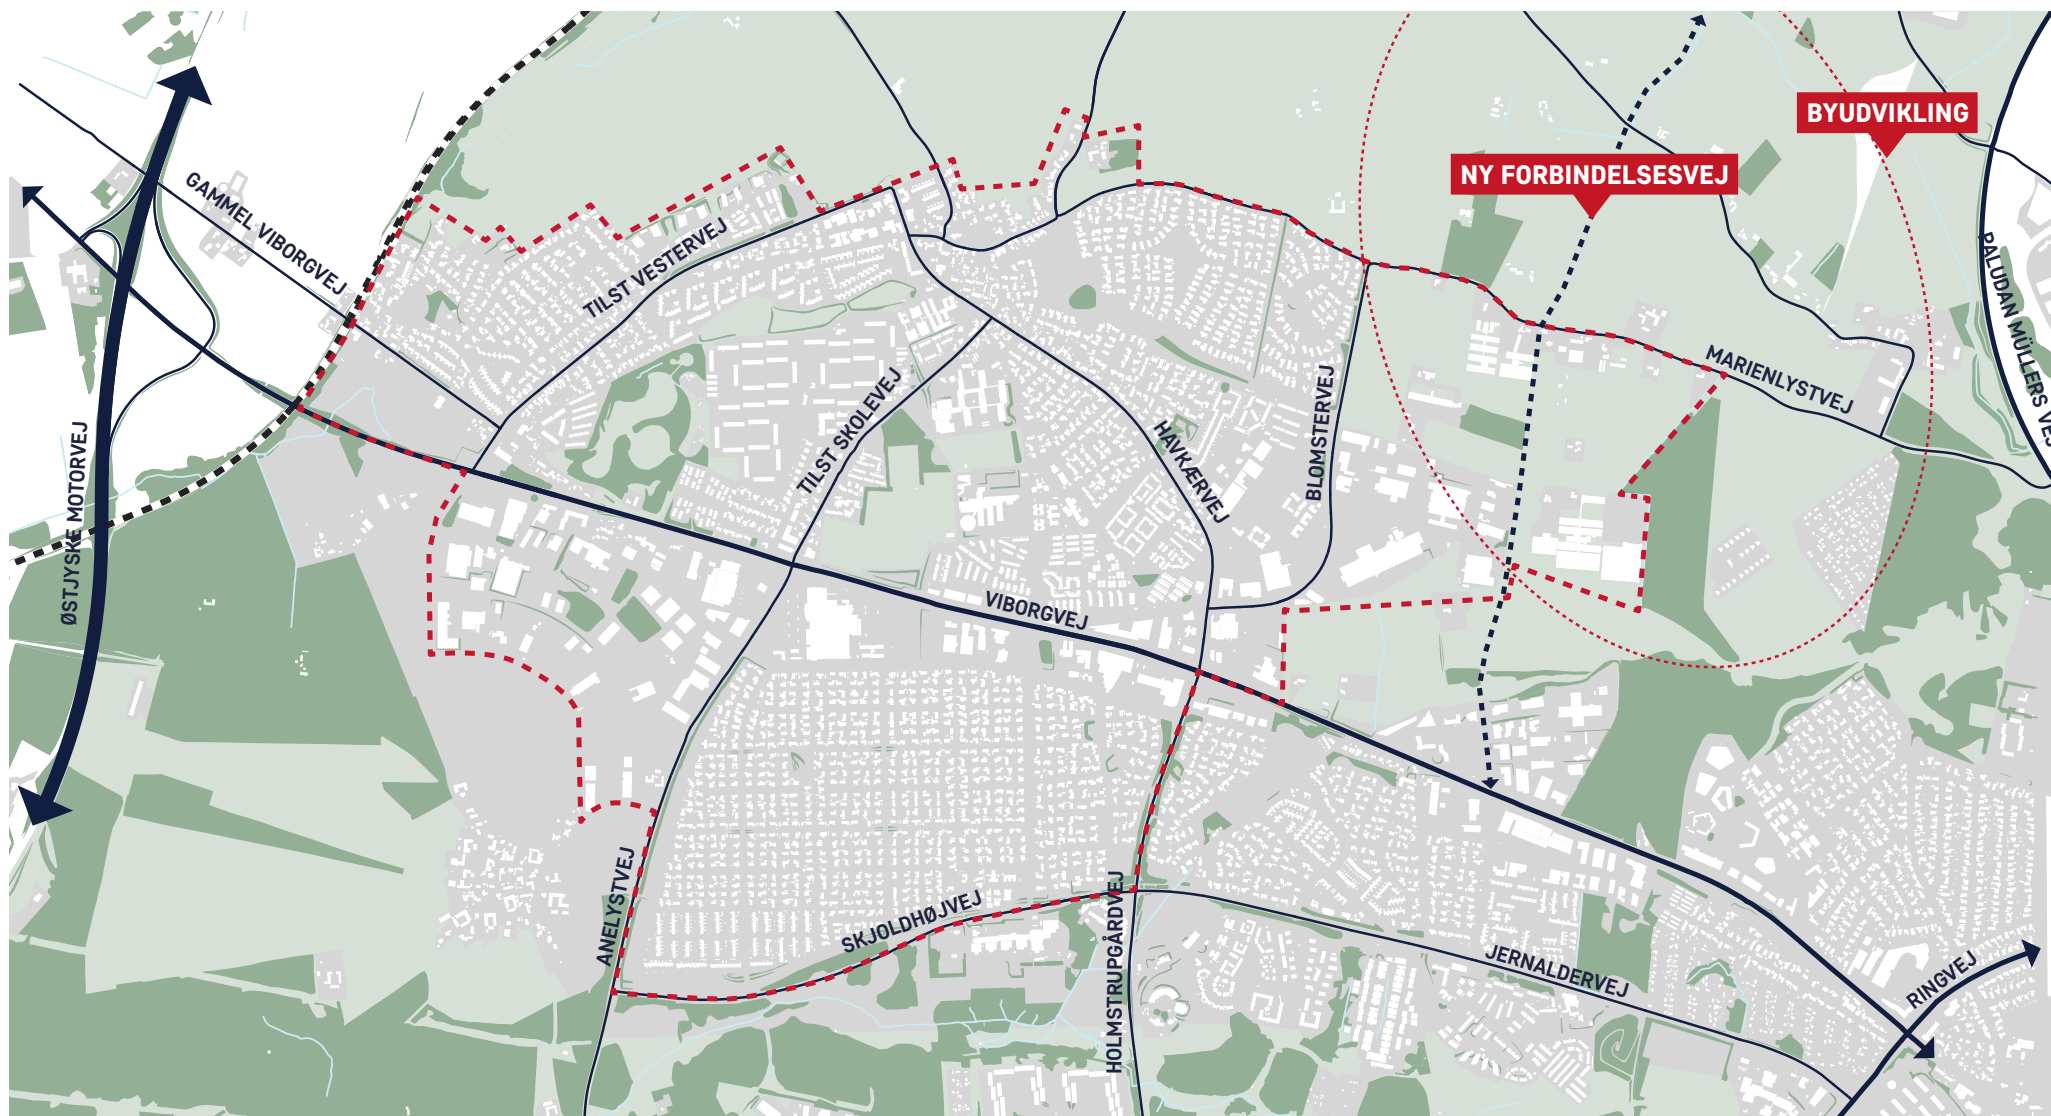 BYUDVIKLING
NY FORBINDELSESVEJ
GAMMEL VIBORGVEJ
TILST VESTERVEJ
PALUDAN MÜLLERS VEJ
MARIENLYSTVEJ
TILST SKOLEVEJ
BLOMSTERVEJ
HAVKÆRVEJ
ØSTJYSKE MOTORVEJ
VIBORGVEJ
ANELYSTVEJ
SKJOLDHØJVEJ
HOLMSTRUPGÅRDVEJ
JERNALDERVEJ
RINGVEJ